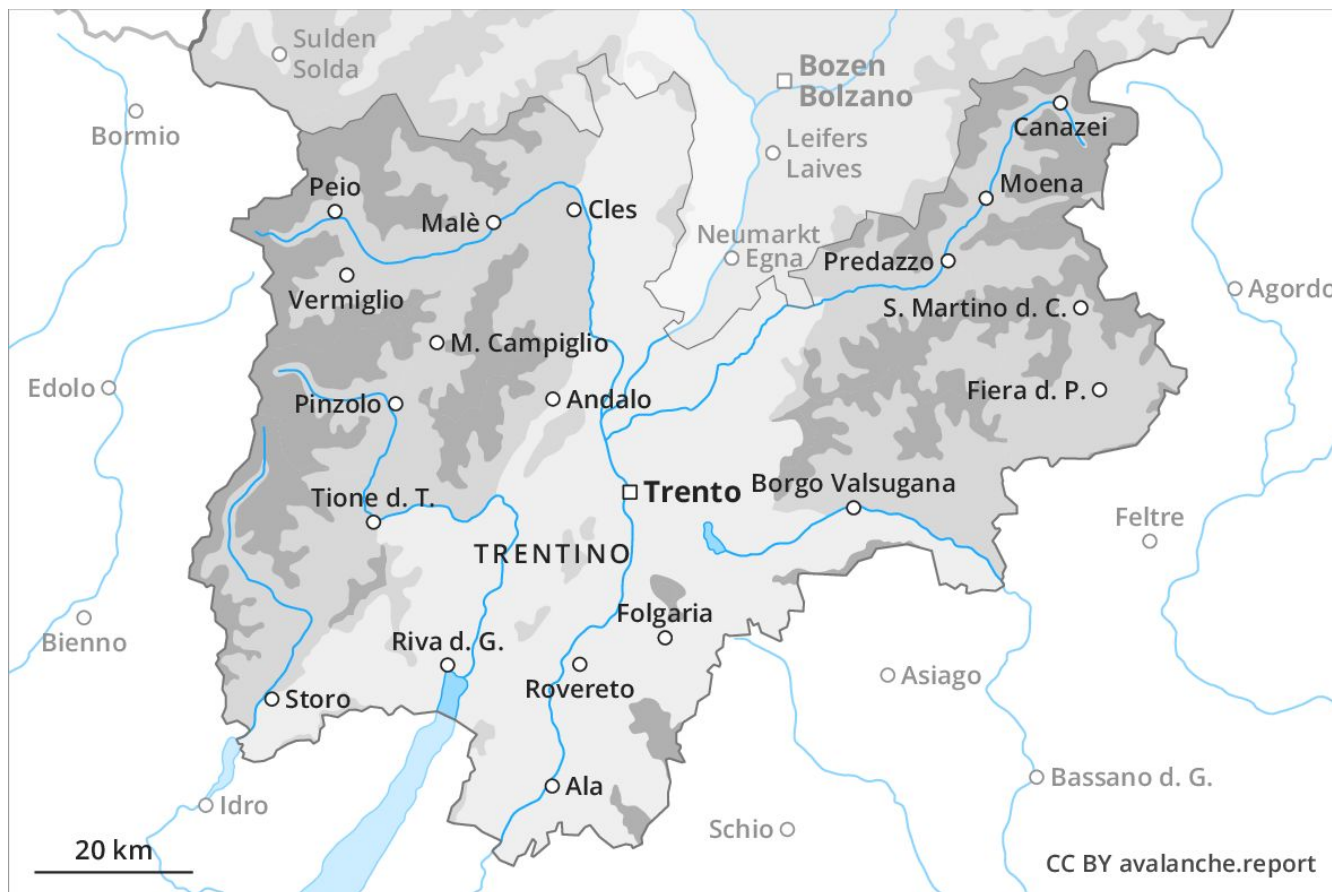 Sulden
Solda
Bozen
Bolzano
Bormio
Canazei
Leifers
Laives
Peio
Moena
Malè
Cles
Neumarkt
Egna
Predazzo
Vermiglio
Agordo
S. Martino d. C.
M. Campiglio
Edolo
Pinzolo
Andalo
Fiera d. P.
Tione d. T.
Trento
Borgo Valsugana
Feltre
TRENTINO
Folgaria
Bienno
Riva d. G.
Asiago
Rovereto
Storo
Ala
Bassano d. G.
Idro
Schio
20 km
CC BY avalanche.report